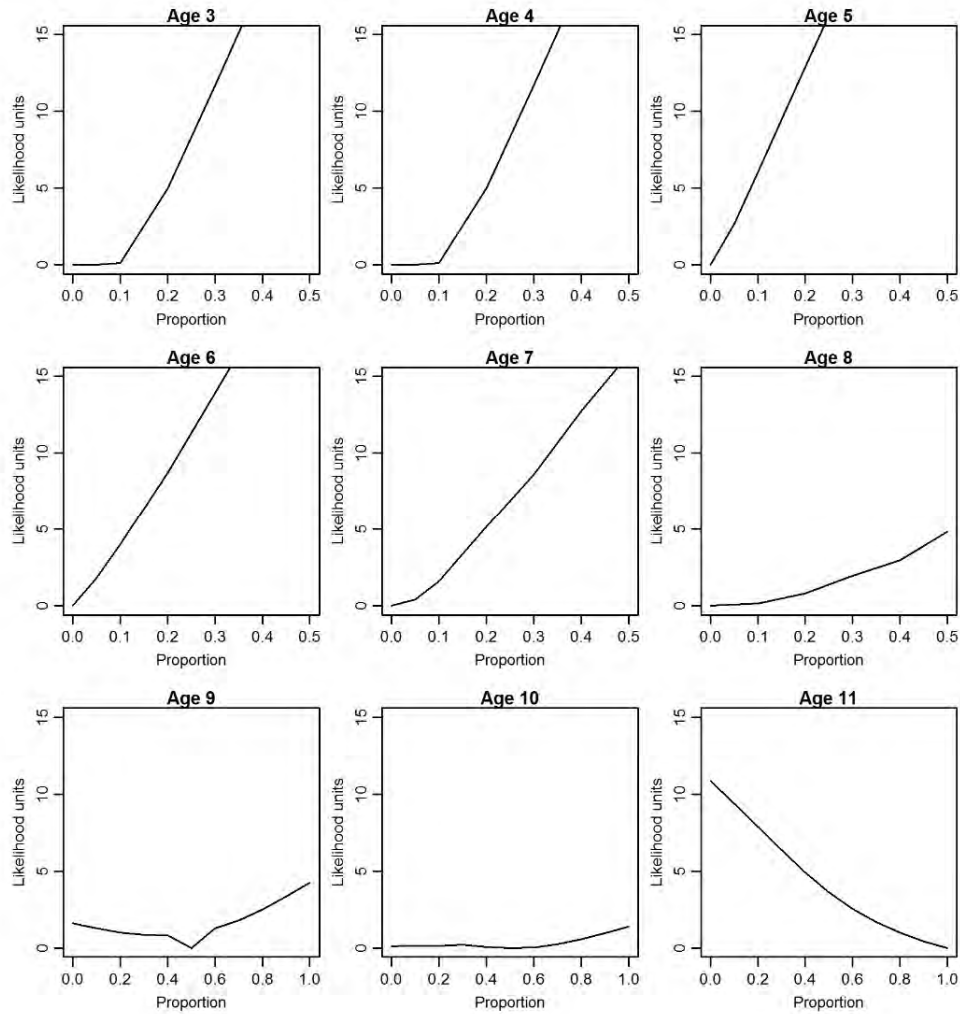 Age 3
Likelihood units
0 5 10 15
0.0 0.1 0.2 0.3 0.4 0.5
Proportion
Age 4
Likelihood units
0 5 10 15
0.0 0.1 0.2 0.3 0.4 0.5
Proportion
Age 5
Likelihood units
0 5 10 15
0.0 0.1 0.2 0.3 0.4 0.5
Proportion
Age 6
Likelihood units
0 5 10 15
0.0 0.1 0.2 0.3 0.4 0.5
Proportion
Age 7
Likelihood units
0 5 10 15
0.0 0.1 0.2 0.3 0.4 0.5
Proportion
Age 8
Likelihood units
0 5 10 15
0.0 0.1 0.2 0.3 0.4 0.5
Proportion
Age 9
Likelihood units
0 5 10 15
0.0 0.2 0.4 0.6 0.8 1.0
Proportion
Age 10
Likelihood units
0 5 10 15
0.0 0.2 0.4 0.6 0.8 1.0
Proportion
Age 11
Likelihood units
0 5 10 15
0.0 0.2 0.4 0.6 0.8 1.0
Proportion